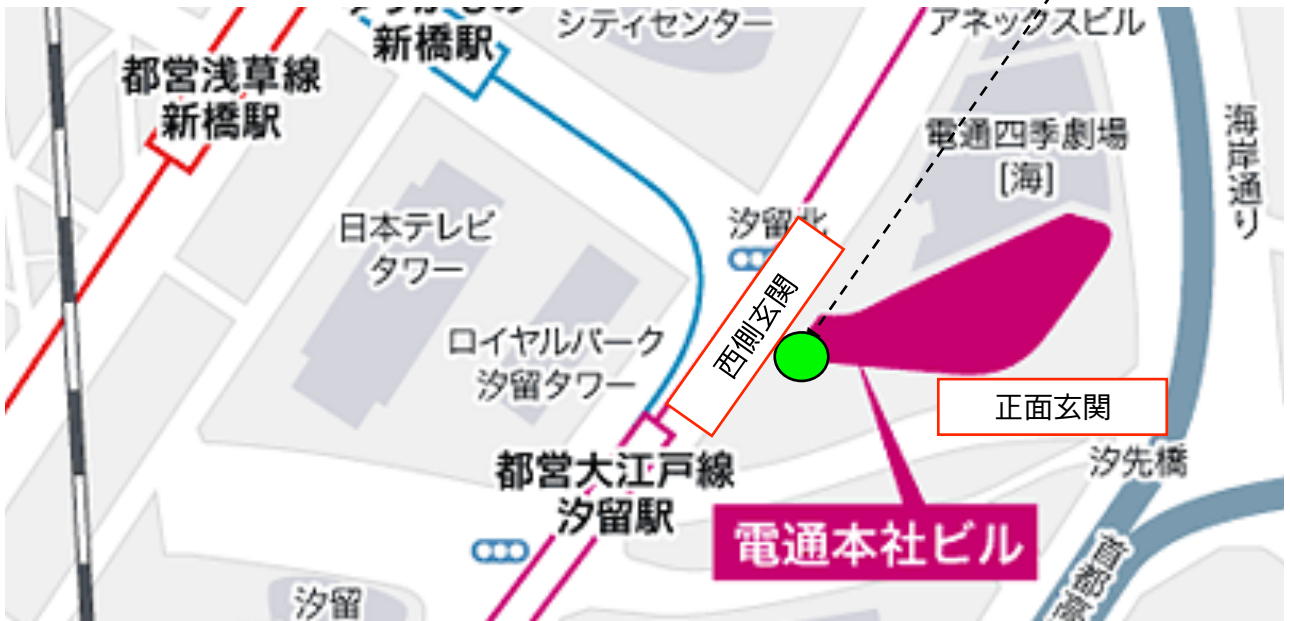 新橋駅
シティセンター
アネックスビル
都営浅草線
新橋駅
電通四季劇場
[海]
海岸通り
日本テレビ
タワー
汐留北
西側玄関
ロイヤルパーク
汐留タワー
正面玄関
都営大江戸線
汐留駅
汐先橋
電通本社ビル
首都高
汐留